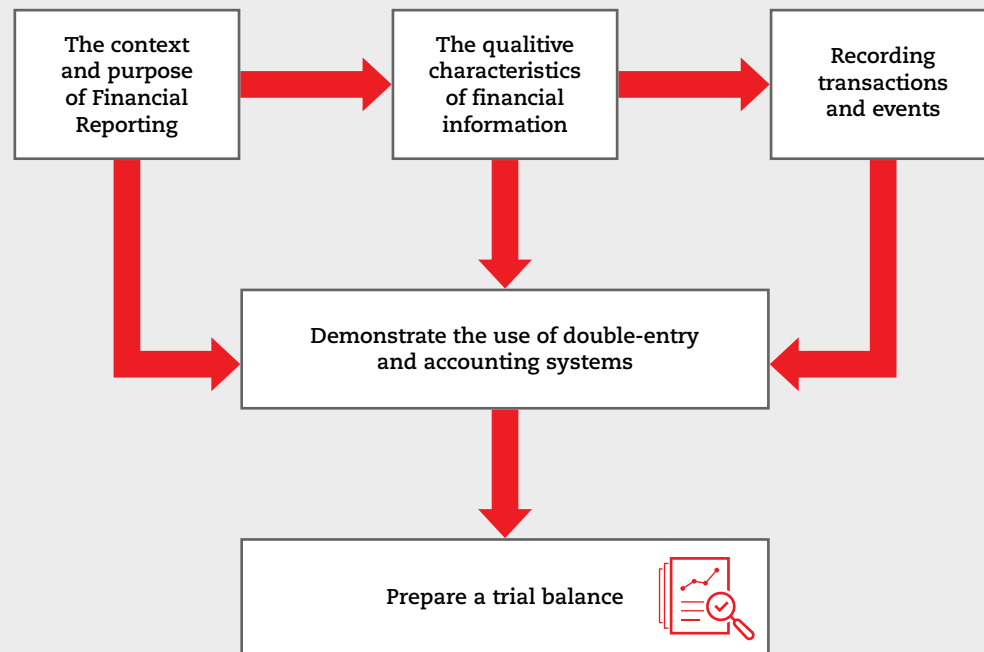 The context
and purpose
of Financial
Reporting
The qualitive
characteristics
of financial
information
Recording
transactions
and events
Demonstrate the use of double-entry
and accounting systems
Prepare a trial balance